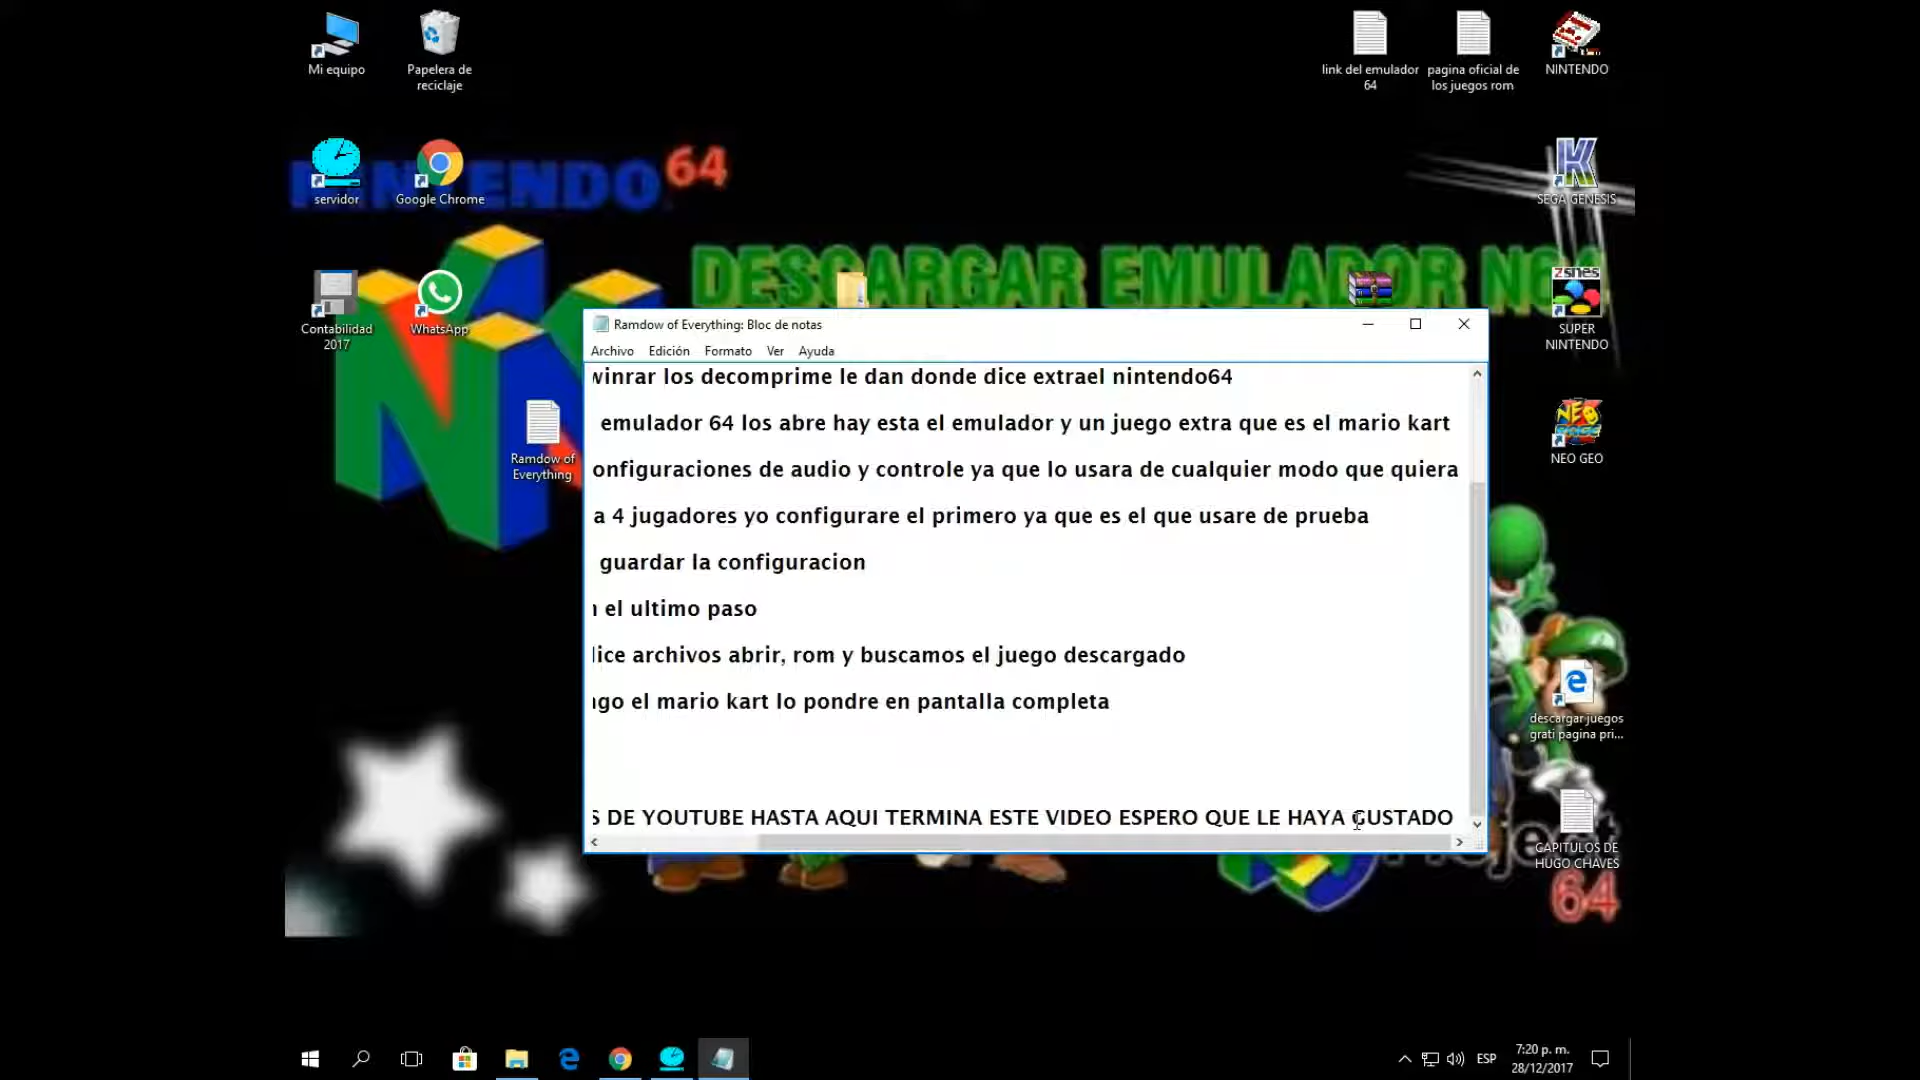 Mi equipo
Papelera de
reciclaje
link del emulador
64
pagina oficial de
los juegos rom
NINTENDO
servidor
Google Chrome
NINTENDO 64
K
SEGA GENESIS
DESCARGAR EMULADOR N64
Contabilidad
2017
WhatsApp
zsnes
SUPER
NINTENDO
Ramdow of Everything: Bloc de notas
Archivo Edición Formato Ver Ayuda
winrar los decomprime le dan donde dice extrael nintendo64
emulador 64 los abre hay esta el emulador y un juego extra que es el mario kart
onfiguraciones de audio y controle ya que lo usara de cualquier modo que quiera
a 4 jugadores yo configurare el primero ya que es el que usare de prueba
guardar la configuracion
n el ultimo paso
dice archivos abrir, rom y buscamos el juego descargado
ngo el mario kart lo pondre en pantalla completa
S DE YOUTUBE HASTA AQUI TERMINA ESTE VIDEO ESPERO QUE LE HAYA GUSTADO
Ramdow of
Everything
NEO
NEO GEO
descargar juegos
grati pagina pri...
CAPITULOS DE
HUGO CHAVES
64
ESP
7:20 p. m.
28/12/2017